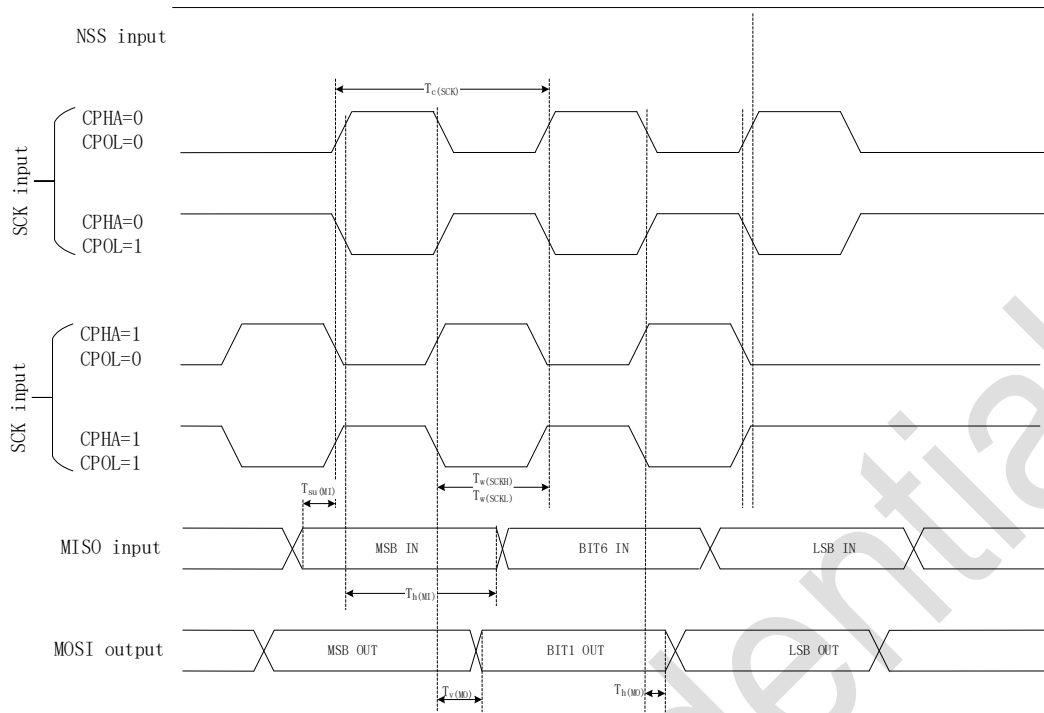 NSS input
Tc(SCK)
SCK input
CPHA=0
CPOL=0
CPHA=0
CPOL=1
SCK input
CPHA=1
CPOL=0
CPHA=1
CPOL=1
Tsu(MI)
Tw(SCKH)
Tw(SCKL)
MISO input
MSB IN
BIT6 IN
LSB IN
Th(MI)
MOSI output
MSB OUT
BIT1 OUT
LSB OUT
Tv(MO)
Th(MO)
dential